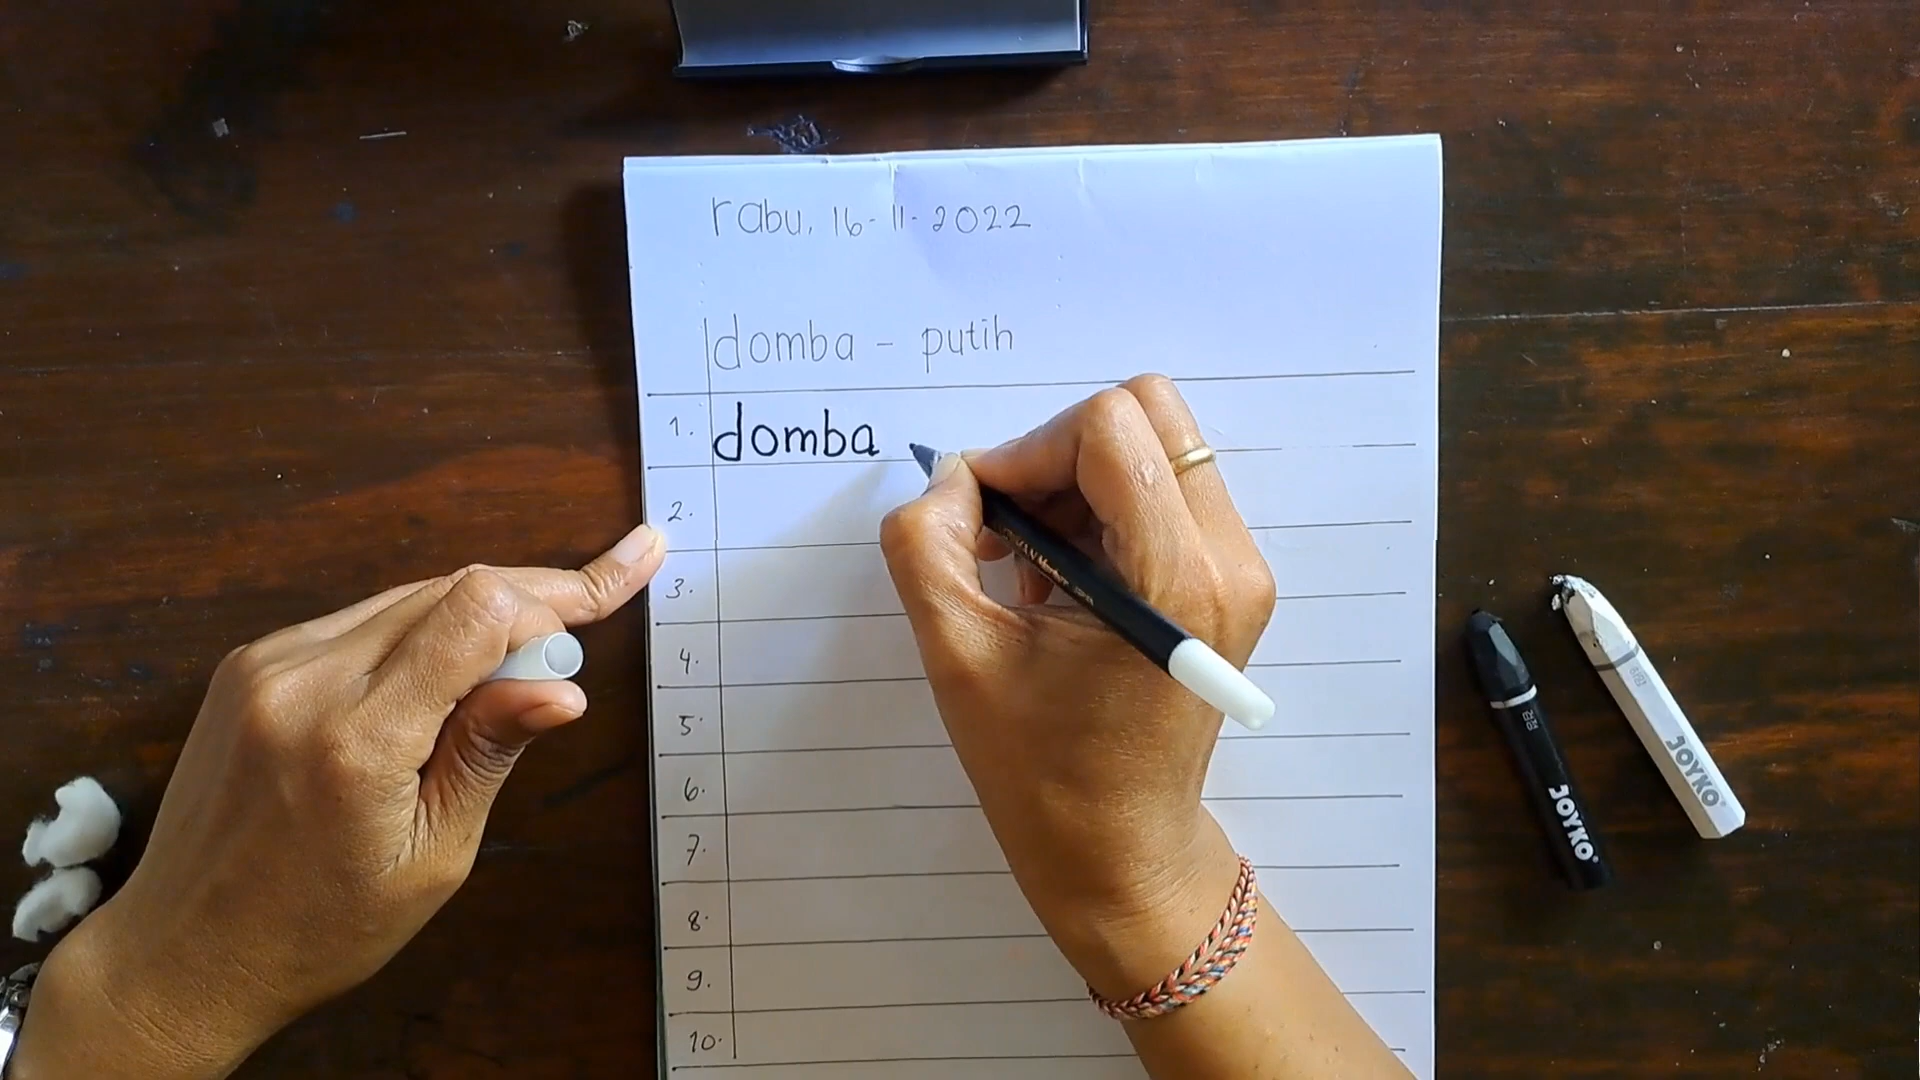 rabu, 16-11-2022
domba - putih
1. domba
2.
3.
4.
5.
6.
7.
8.
9.
10.
JOYKO
JOYKO